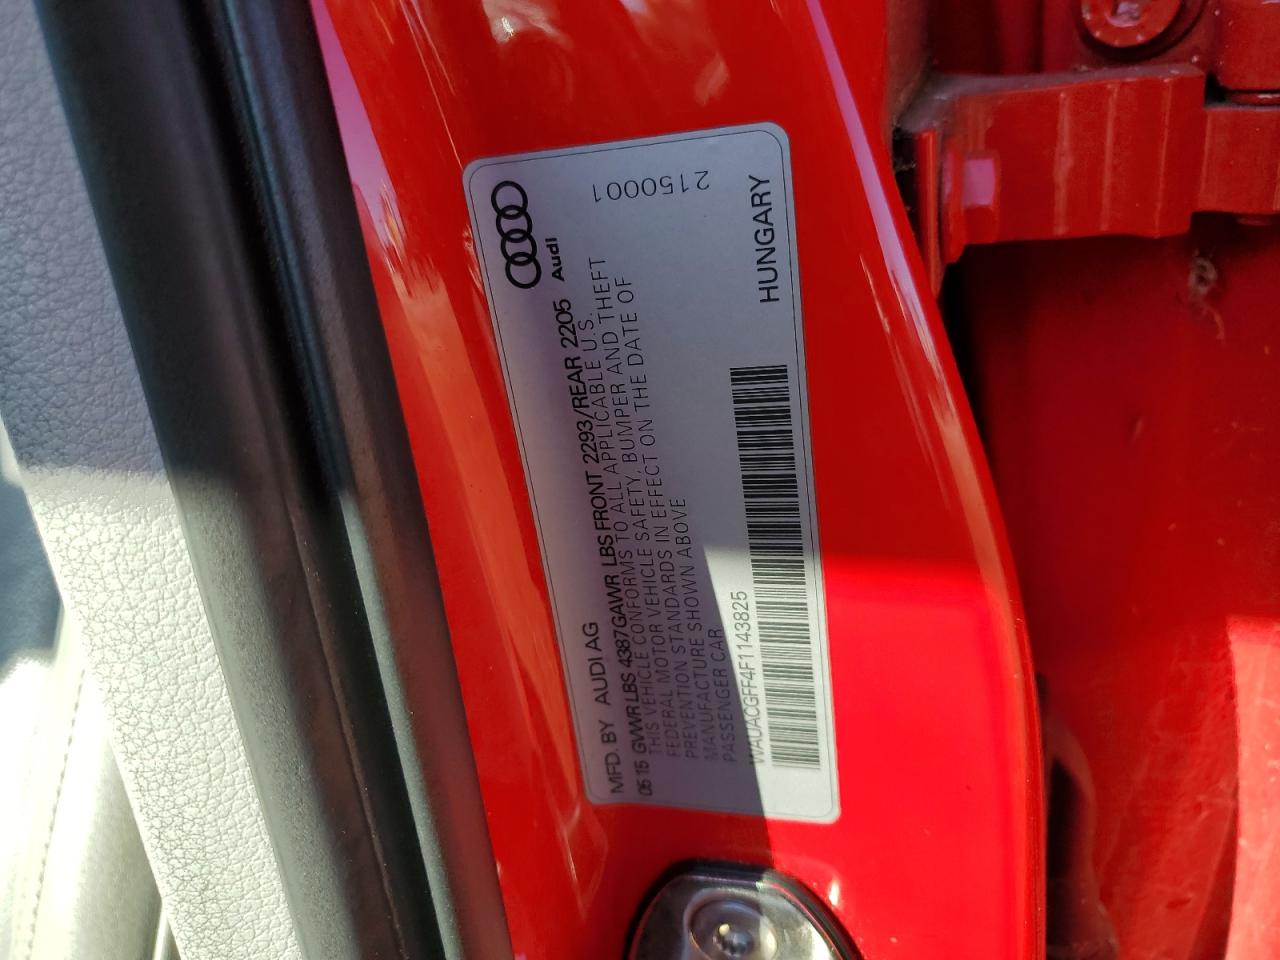 Audi
2150001
MFD. BY AUDI AG
05 15 GVWR LBS 4387 GAWR LBS FRONT 2293/REAR 2205
THIS VEHICLE CONFORMS TO ALL APPLICABLE U.S.
FEDERAL MOTOR VEHICLE SAFETY, BUMPER AND THEFT
PREVENTION STANDARDS IN EFFECT ON THE DATE OF
MANUFACTURE SHOWN ABOVE
PASSENGER CAR
WAUACGFF4F1143825
HUNGARY